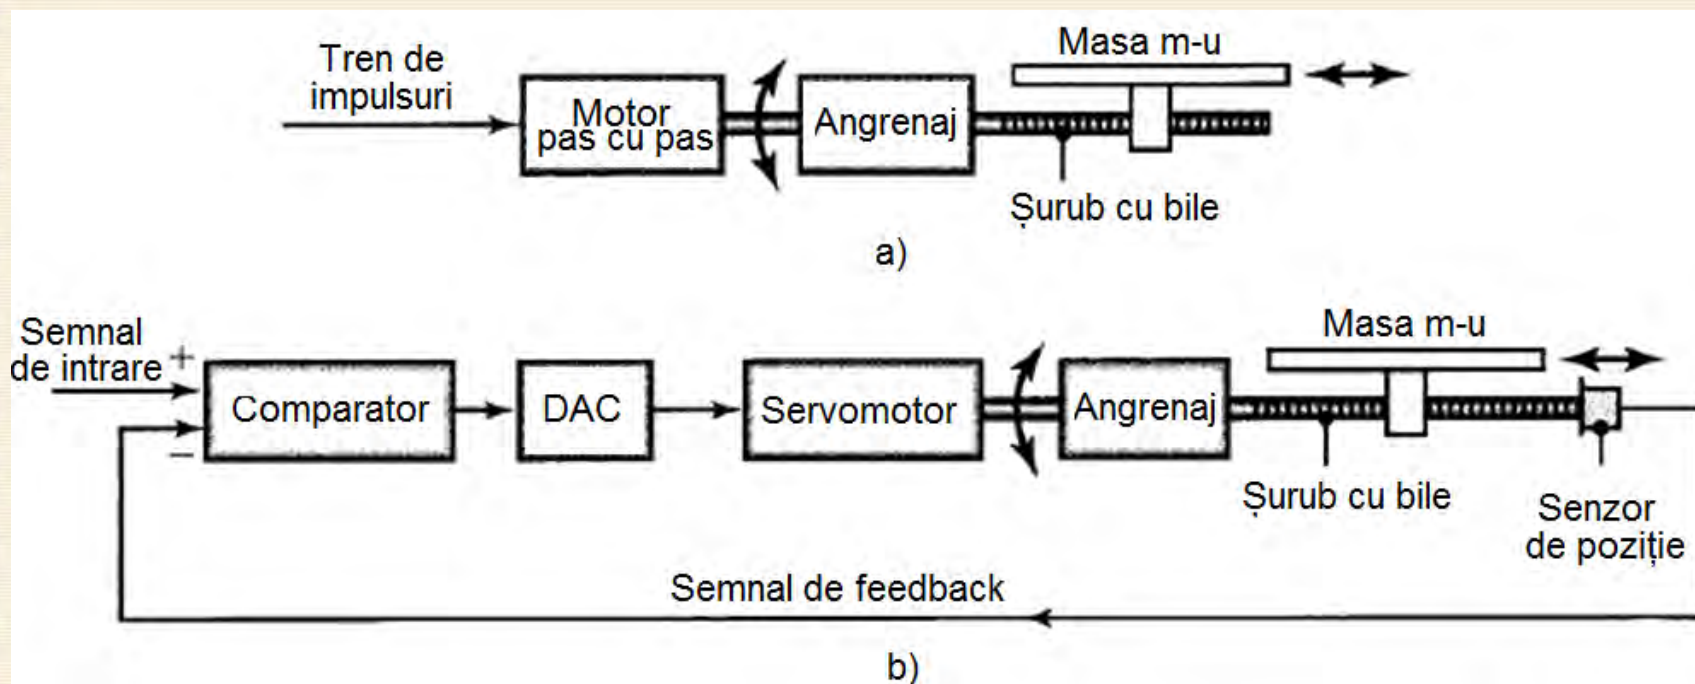 Tren de
impulsuri
Motor
pas cu pas
Angrenaj
Masa m-u
Șurub cu bile
a)
Semnal
de intrare
+
−
Comparator
DAC
Servomotor
Angrenaj
Masa m-u
Șurub cu bile
Senzor
de poziție
Semnal de feedback
b)